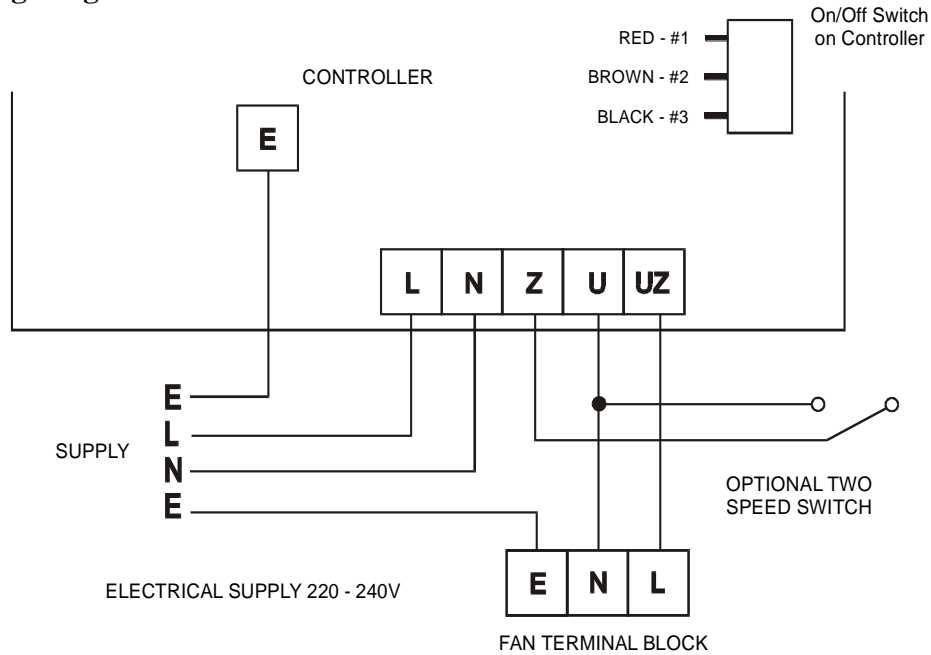 On/Off Switch
on Controller
RED - #1
BROWN - #2
BLACK - #3
CONTROLLER
E
L N Z U UZ
E
L
SUPPLY
N
E
OPTIONAL TWO
SPEED SWITCH
ELECTRICAL SUPPLY 220 - 240V
E N L
FAN TERMINAL BLOCK